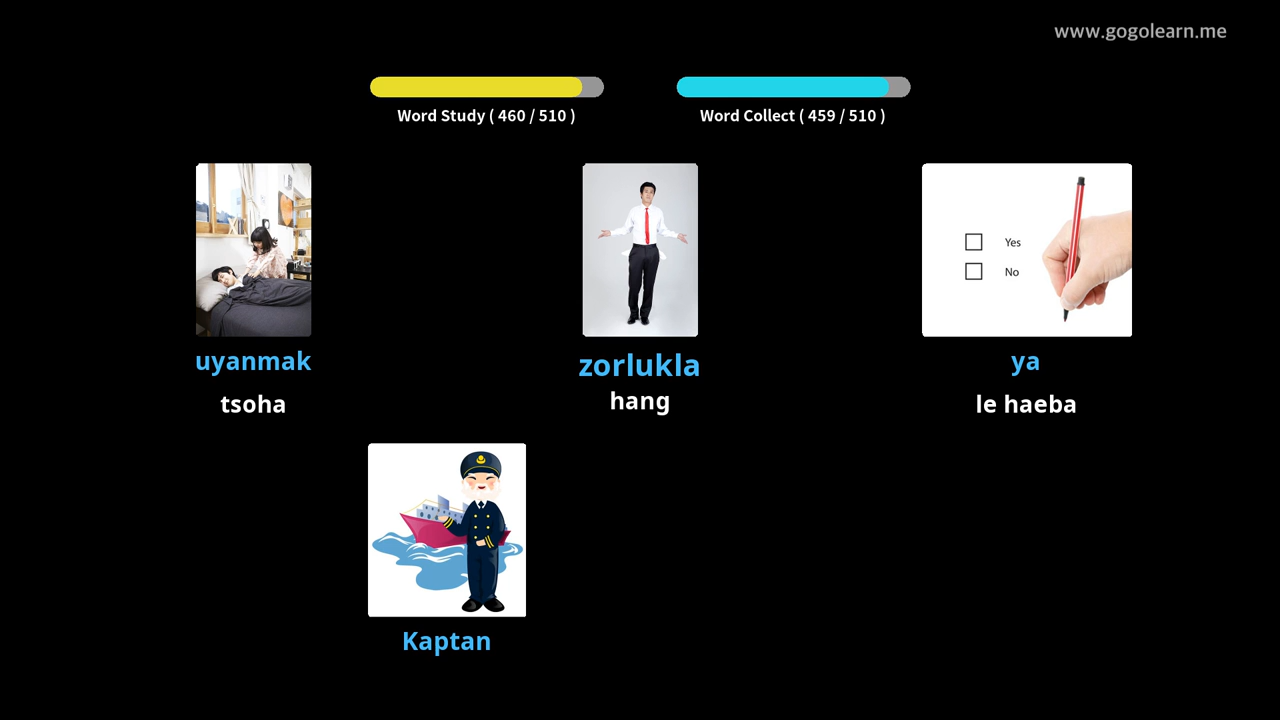 www.gogolearn.me
Word Study ( 460 / 510 )
Word Collect ( 459 / 510 )
Yes
No
uyanmak
zorlukla
ya
tsoha
hang
le haeba
Kaptan